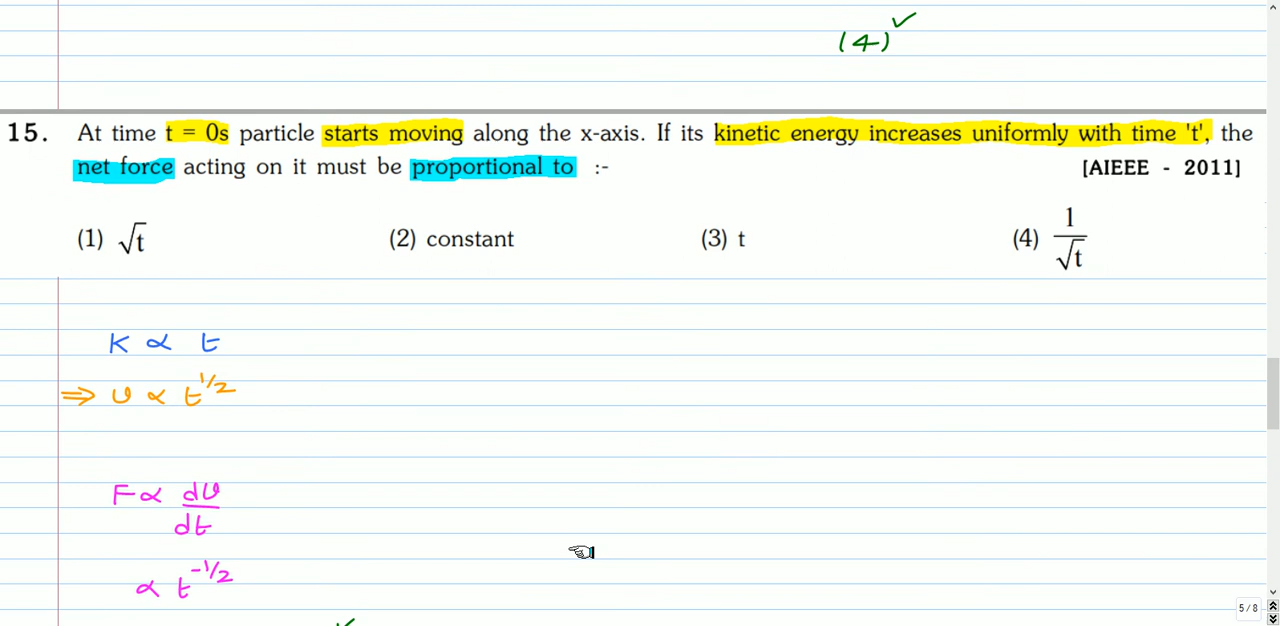 (4) ✓
15. At time t = 0s particle starts moving along the x-axis. If its kinetic energy increases uniformly with time 't', the
net force acting on it must be proportional to :- [AIEEE - 2011]
(1) √t (2) constant (3) t (4) 1/√t
K ∝ t
⇒ v ∝ t^1/2
F ∝ dv/dt
∝ t^-1/2
5 / 8